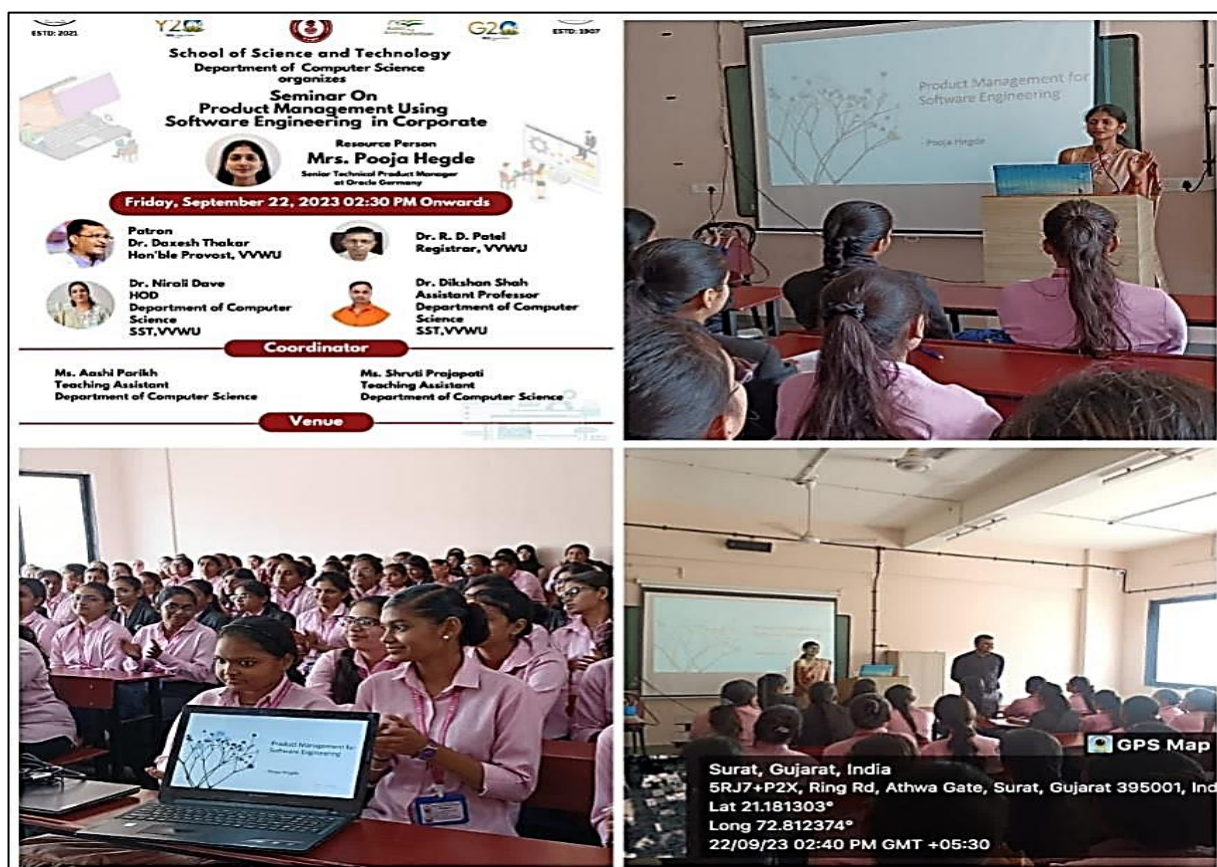 ESTD: 2021
Y20
G20
ESTD: 1907
School of Science and Technology
Department of Computer Science
organizes
Seminar On
Product Management Using
Software Engineering in Corporate
Resource Person
Mrs. Pooja Hegde
Senior Technical Product Manager
at Oracle Germany
Friday, September 22, 2023 02:30 PM Onwards
Patron
Dr. Daxesh Thakar
Hon'ble Provost, VVWU
Dr. R. D. Patel
Registrar, VVWU
Dr. Nirali Dave
HOD
Department of Computer
Science
SST,VVWU
Dr. Dikshan Shah
Assistant Professor
Department of Computer
Science
SST,VVWU
Coordinator
Ms. Aashi Parikh
Teaching Assistant
Department of Computer Science
Ms. Shruti Prajapati
Teaching Assistant
Department of Computer Science
Venue
Product Management for
Software Engineering
- Pooja Hegde
Product Management for
Software Engineering
Pooja Hegde
GPS Map
Surat, Gujarat, India
5RJ7+P2X, Ring Rd, Athwa Gate, Surat, Gujarat 395001, Ind
Lat 21.181303°
Long 72.812374°
22/09/23 02:40 PM GMT +05:30